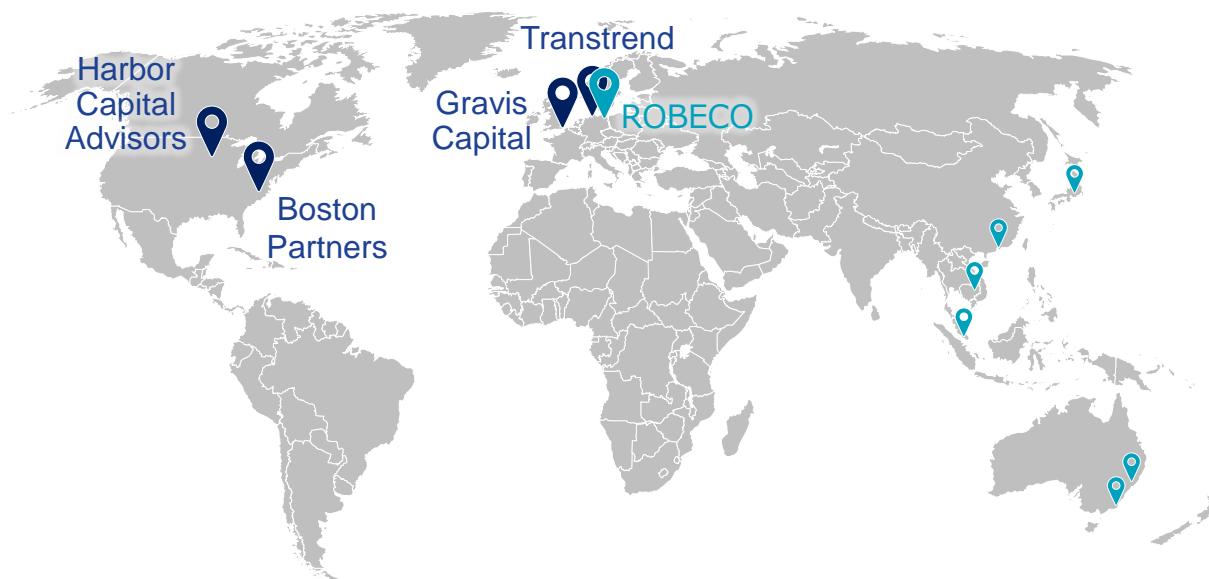 Transtrend
Harbor
Capital
Advisors
Gravis
Capital
ROBECO
Boston
Partners